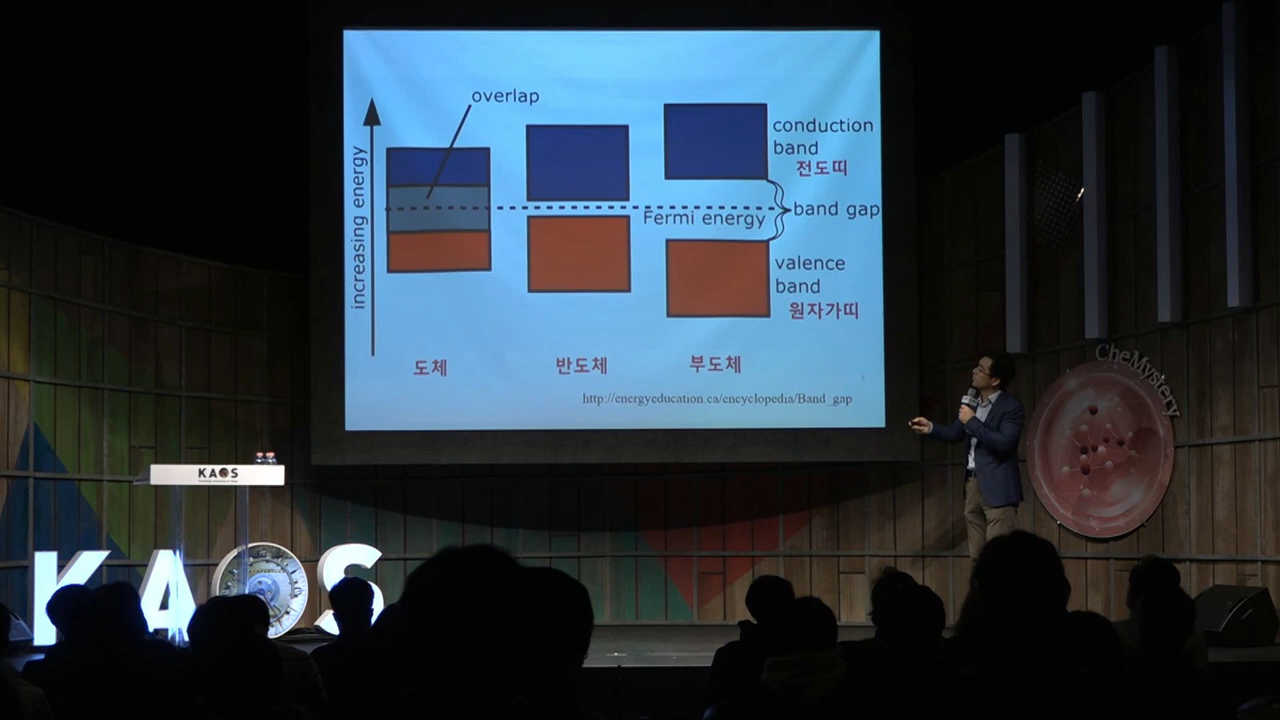 overlap
increasing energy
conduction
band
전도띠
Fermi energy
band gap
valence
band
원자가띠
도체
반도체
부도체
http://energyeducation.ca/encyclopedia/Band_gap
CheMystery
KAOS
KAOS